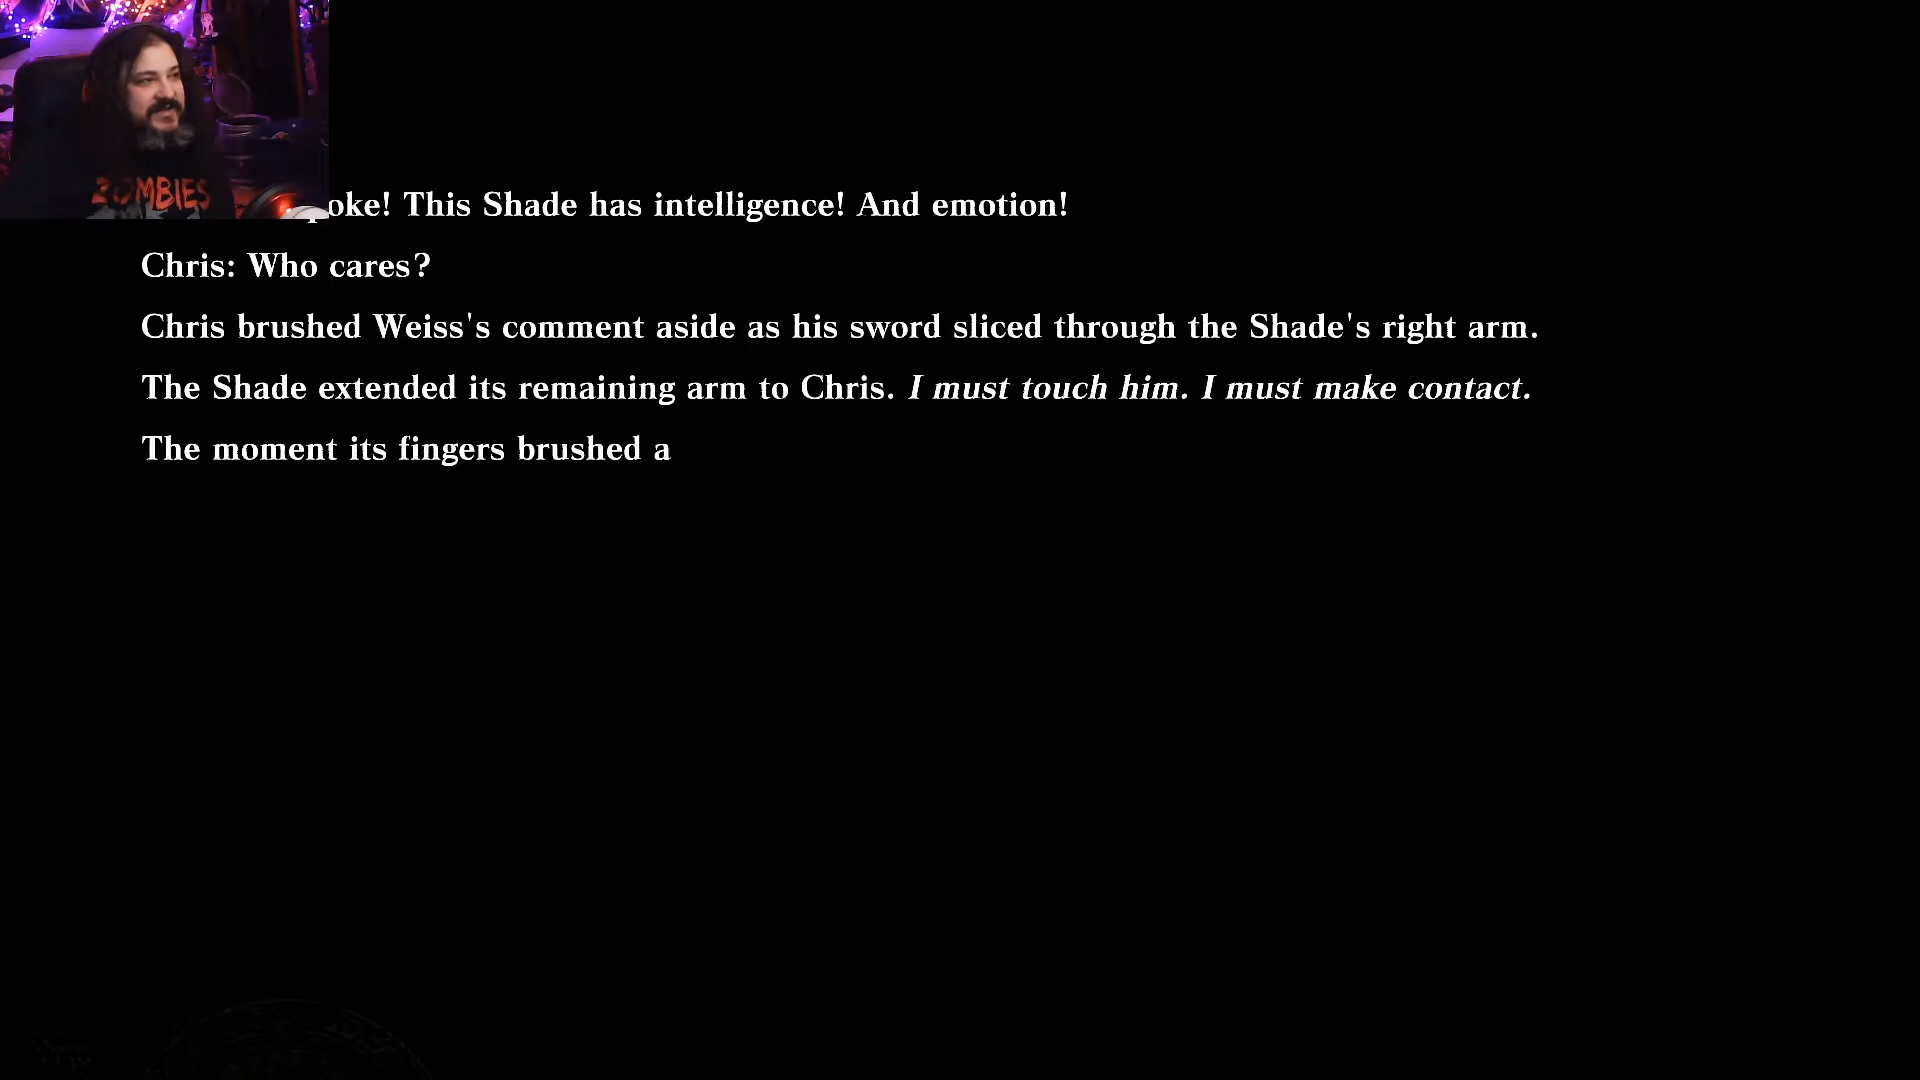 ZOMBIES
This Shade has intelligence! And emotion!
Chris: Who cares?
Chris brushed Weiss's comment aside as his sword sliced through the Shade's right arm.
The Shade extended its remaining arm to Chris. I must touch him. I must make contact.
The moment its fingers brushed a